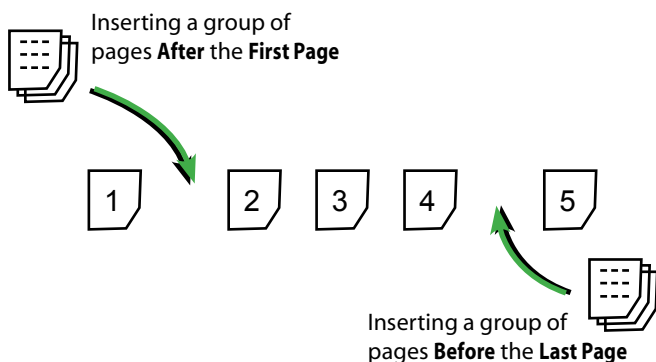 Inserting a group of
pages After the First Page
1 2 3 4 5
Inserting a group of
pages Before the Last Page